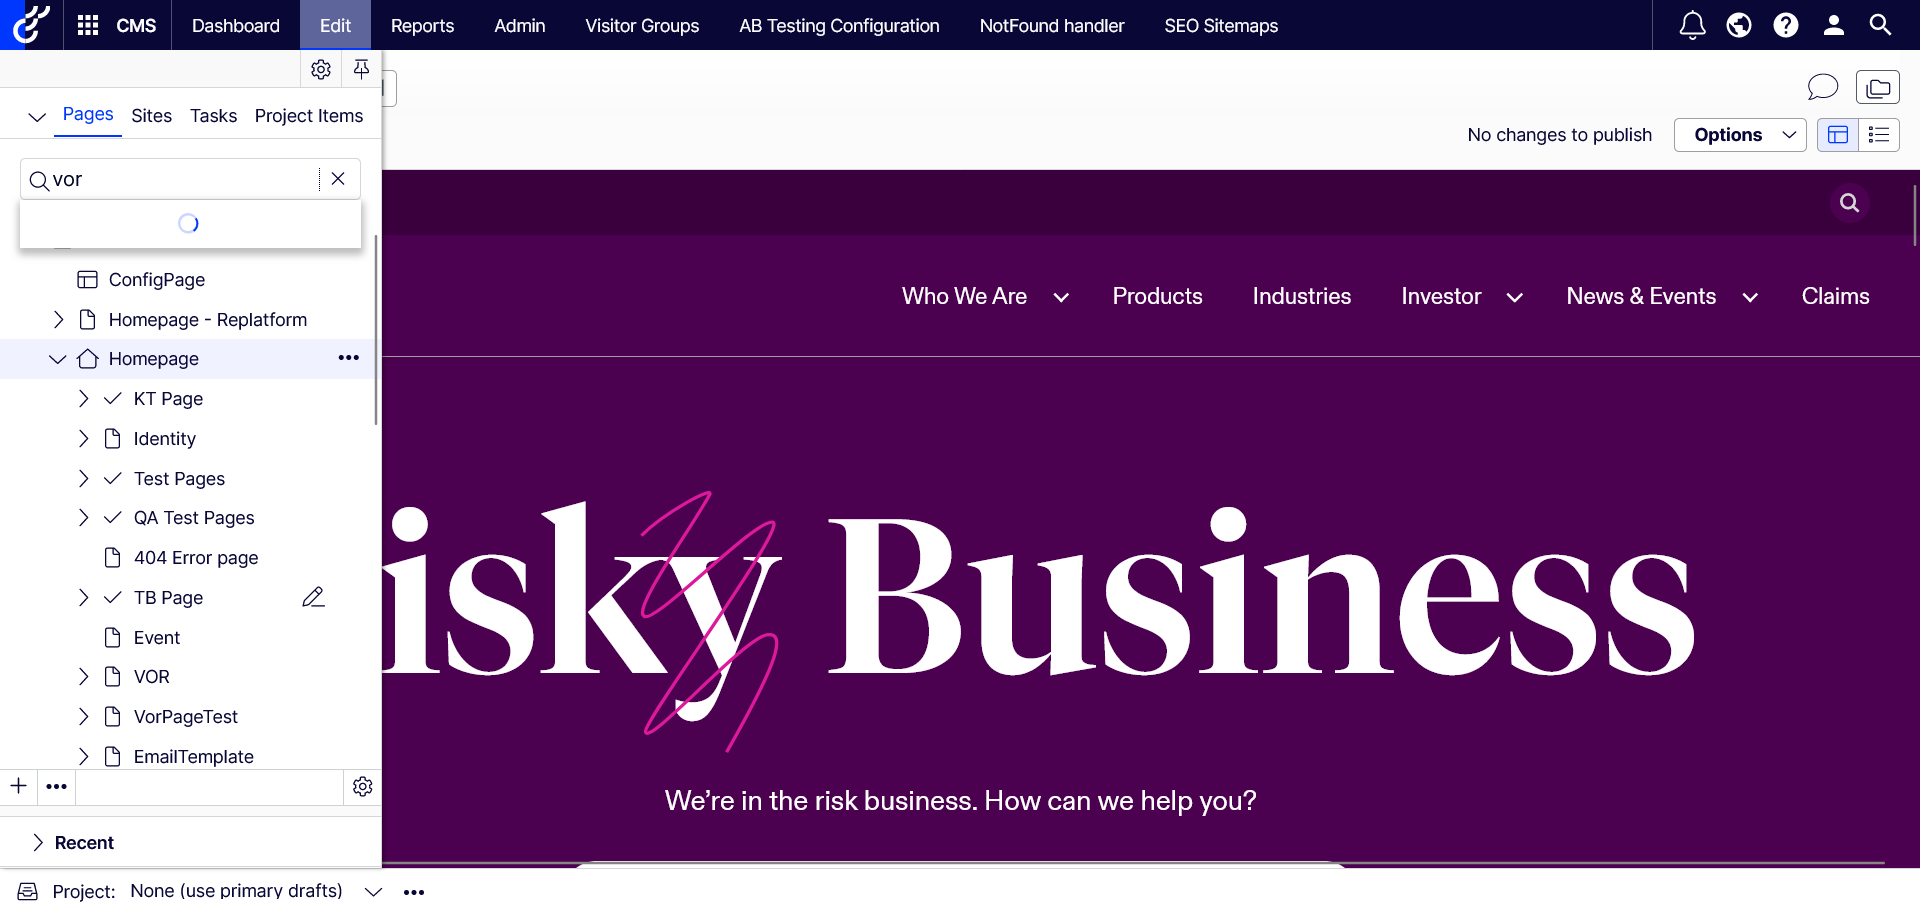 CMS Dashboard Edit Reports Admin Visitor Groups AB Testing Configuration NotFound handler SEO Sitemaps
Pages Sites Tasks Project Items
No changes to publish Options
vor
ConfigPage
Homepage - Replatform
Homepage
KT Page
Identity
Test Pages
QA Test Pages
404 Error page
TB Page
Event
VOR
VorPageTest
EmailTemplate
Recent
Project: None (use primary drafts)
Who We Are Products Industries Investor News & Events Claims
isky Business
We're in the risk business. How can we help you?